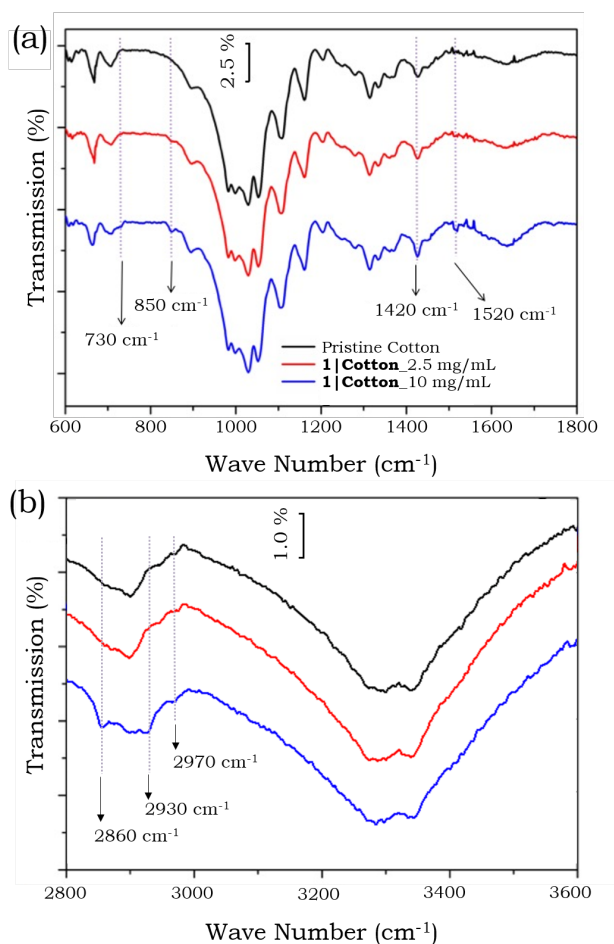 (a)
2.5 %
Transmission (%)
730 cm-1
850 cm-1
1420 cm-1
1520 cm-1
Pristine Cotton
1|Cotton_2.5 mg/mL
1|Cotton_10 mg/mL
600 800 1000 1200 1400 1600 1800
Wave Number (cm-1)
(b)
1.0 %
Transmission (%)
2970 cm-1
2930 cm-1
2860 cm-1
2800 3000 3200 3400 3600
Wave Number (cm-1)